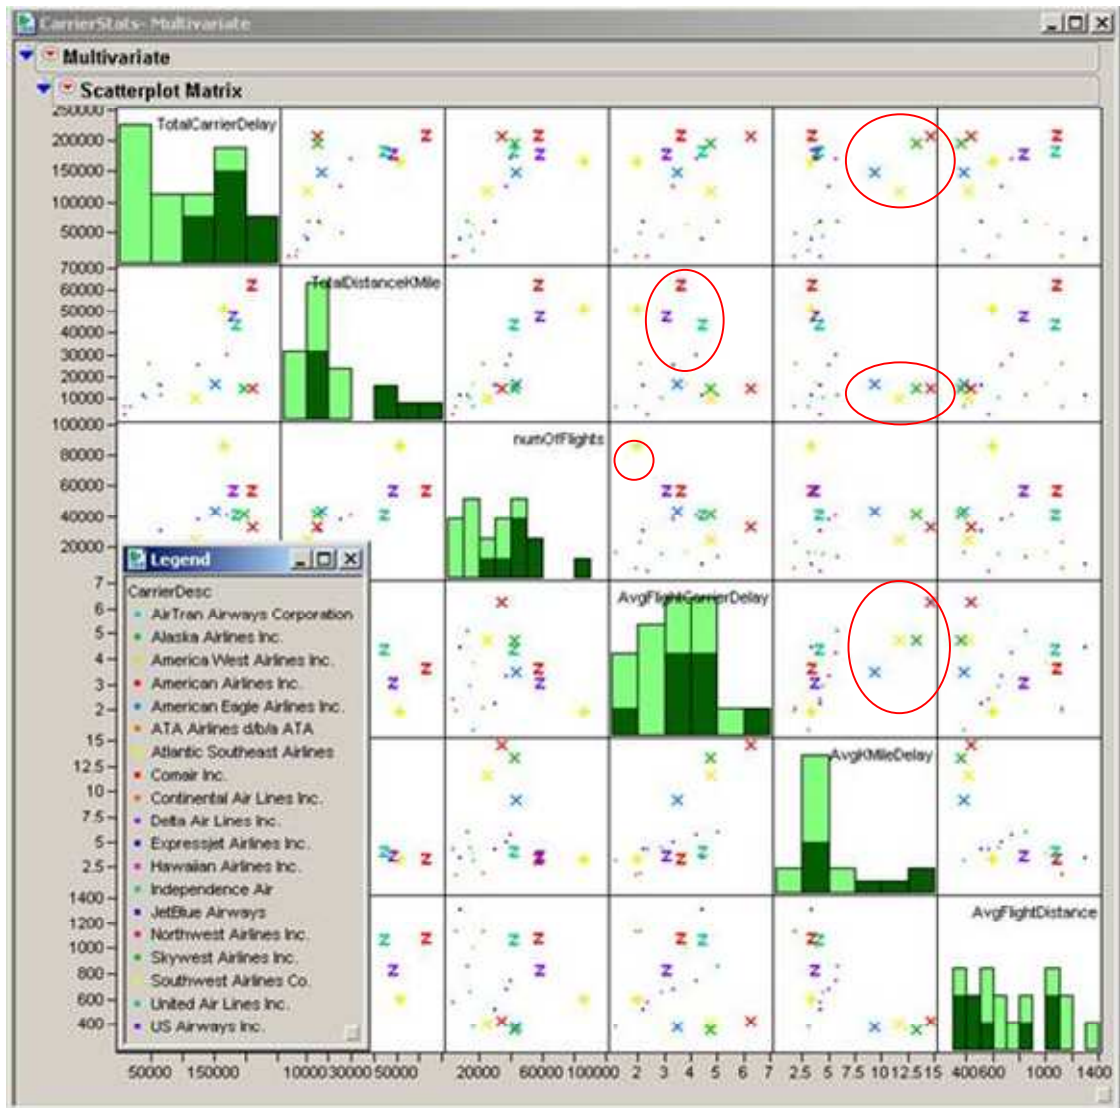 CarrierStats- Multivariate
Multivariate
Scatterplot Matrix
250000
200000
150000
100000
50000
TotalCarrierDelay
70000
60000
50000
40000
30000
20000
10000
TotalDistanceKMile
100000
80000
60000
40000
20000
numOfFlights
Legend
CarrierDesc
AirTran Airways Corporation
Alaska Airlines Inc.
America West Airlines Inc.
American Airlines Inc.
American Eagle Airlines Inc.
ATA Airlines d/b/a ATA
Atlantic Southeast Airlines
Comair Inc.
Continental Air Lines Inc.
Delta Air Lines Inc.
Expressjet Airlines Inc.
Hawaiian Airlines Inc.
Independence Air
JetBlue Airways
Northwest Airlines Inc.
Skywest Airlines Inc.
Southwest Airlines Co.
United Air Lines Inc.
US Airways Inc.
7
6
5
4
3
2
AvgFlightCarrierDelay
15
12.5
10
7.5
5
2.5
AvgKMileDelay
1400
1200
1000
800
600
400
AvgFlightDistance
50000 150000 10000 30000 50000 20000 60000 100000 2 3 4 5 6 7 2.5 5 7.5 10 12.5 15 400 600 1000 1400